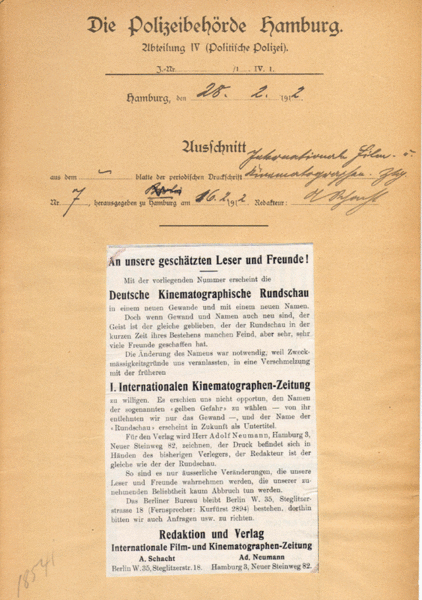 Die Polizeibehörde Hamburg.
Abteilung IV (Politische Polizei).
J.-Nr. /1 IV. 1.
Hamburg, den 28. 2. 1912
Ausschnitt
International Film- u.
aus dem blatte der periodischen Druckschrift Kinematographen-Ztg
Nr. 7, herausgegeben zu Hamburg am 16.2.1912 Redakteur: A Schacht
An unsere geschätzten Leser und Freunde!
Mit der vorliegenden Nummer erscheint die
Deutsche Kinematographische Rundschau
in einem neuen Gewande und mit einem neuen Namen.
Doch wenn Gewand und Namen auch neu sind, der
Geist ist der gleiche geblieben, der der Rundschau in der
kurzen Zeit ihres Bestehens manchen Feind, aber sehr, sehr
viele Freunde geschaffen hat.
Die Änderung des Namens war notwendig, weil Zweck-
mässigkeitsgründe uns veranlassten, in eine Verschmelzung
mit der früheren
I. Internationalen Kinematographen-Zeitung
zu willigen. Es erschien uns nicht opportun, den Namen
der sogenannten »gelben Gefahr« zu wählen — von ihr
entlehnten wir nur das Gewand —, und der Name der
«Rundschau» erscheint in Zukunft als Untertitel.
Für den Verlag wird Herr Adolf Neumann, Hamburg 3,
Neuer Steinweg 82, zeichnen, der Druck befindet sich in
Händen des bisherigen Verlegers, der Redakteur ist der
gleiche wie der der Rundschau.
So sind es nur äusserliche Veränderungen, die unsere
Leser und Freunde wahrnehmen werden, die unserer zu-
nehmenden Beliebtheit kaum Abbruch tun werden.
Das Berliner Bureau bleibt Berlin W. 35, Steglitzer-
strasse 18 (Fernsprecher: Kurfürst 2894) bestehen, dorthin
bitten wir auch Anfragen usw. zu richten.
Redaktion und Verlag
Internationale Film- und Kinematographen-Zeitung
A. Schacht Ad. Neumann
Berlin W. 35, Steglitzerstr. 18. Hamburg 3, Neuer Steinweg 82.
18541